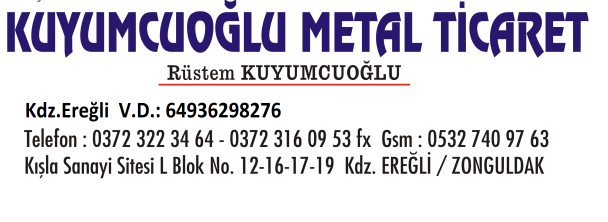 KUYUMCUOĞLU METAL TİCARET
Rüstem KUYUMCUOĞLU
Kdz.Ereğli V.D.: 64936298276
Telefon : 0372 322 34 64 - 0372 316 09 53 fx Gsm : 0532 740 97 63
Kışla Sanayi Sitesi L Blok No. 12-16-17-19 Kdz. EREĞLİ / ZONGULDAK